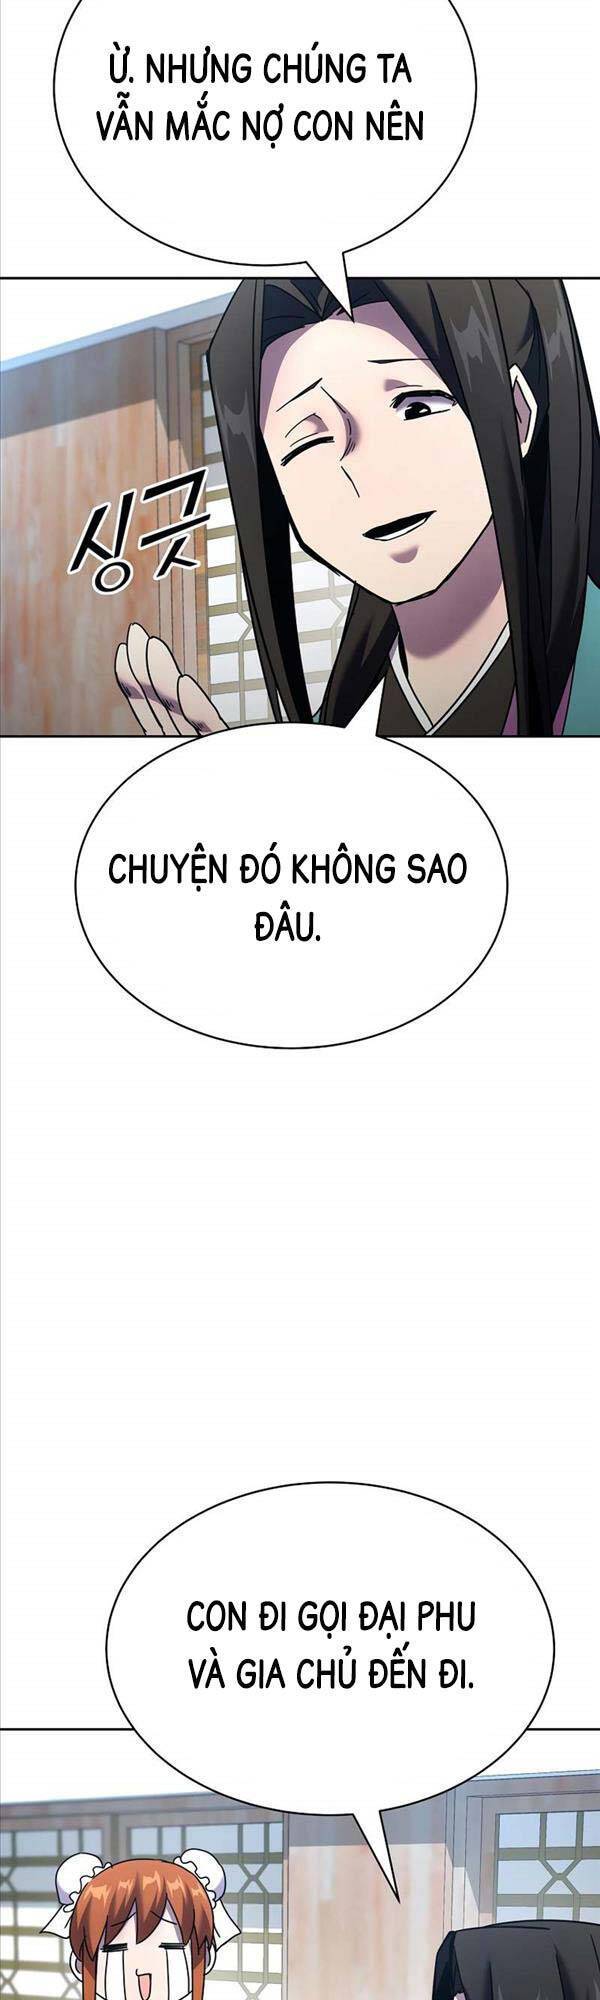 Ừ. NHƯNG CHÚNG TA
VẪN MẮC NỢ CON NÊN
싱긋
CHUYỆN ĐÓ KHÔNG SAO
ĐÂU.
CON ĐI GỌI ĐẠI PHU
VÀ GIA CHỦ ĐẾN ĐI.